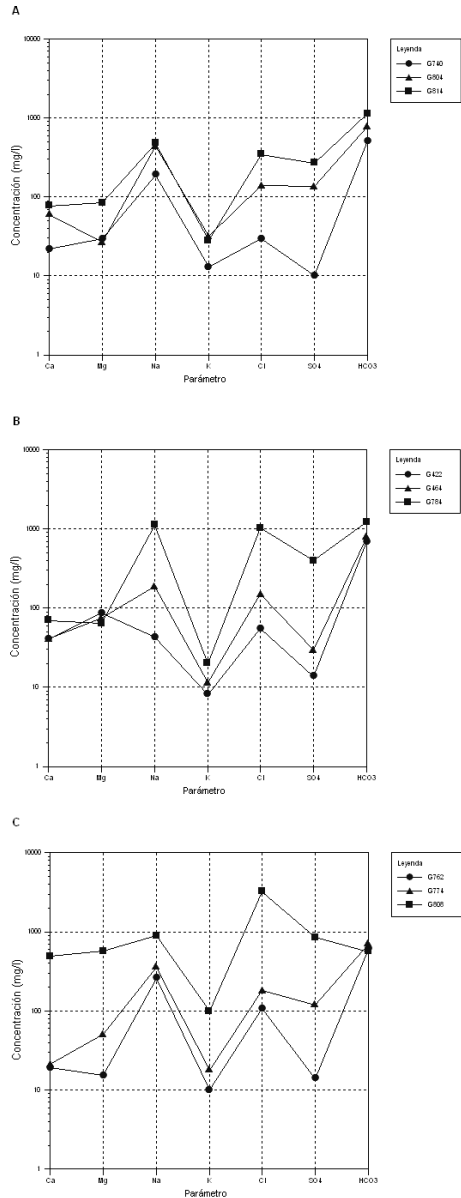 A
10000
1000
100
10
1
Concentración (mg/l)
Ca Mg Na K Cl SO4 HCO3
Parámetro
Leyenda
G740
G804
G814
B
10000
1000
100
10
1
Concentración (mg/l)
Ca Mg Na K Cl SO4 HCO3
Parámetro
Leyenda
G422
G464
G784
C
10000
1000
100
10
1
Concentración (mg/l)
Ca Mg Na K Cl SO4 HCO3
Parámetro
Leyenda
G762
G774
G808